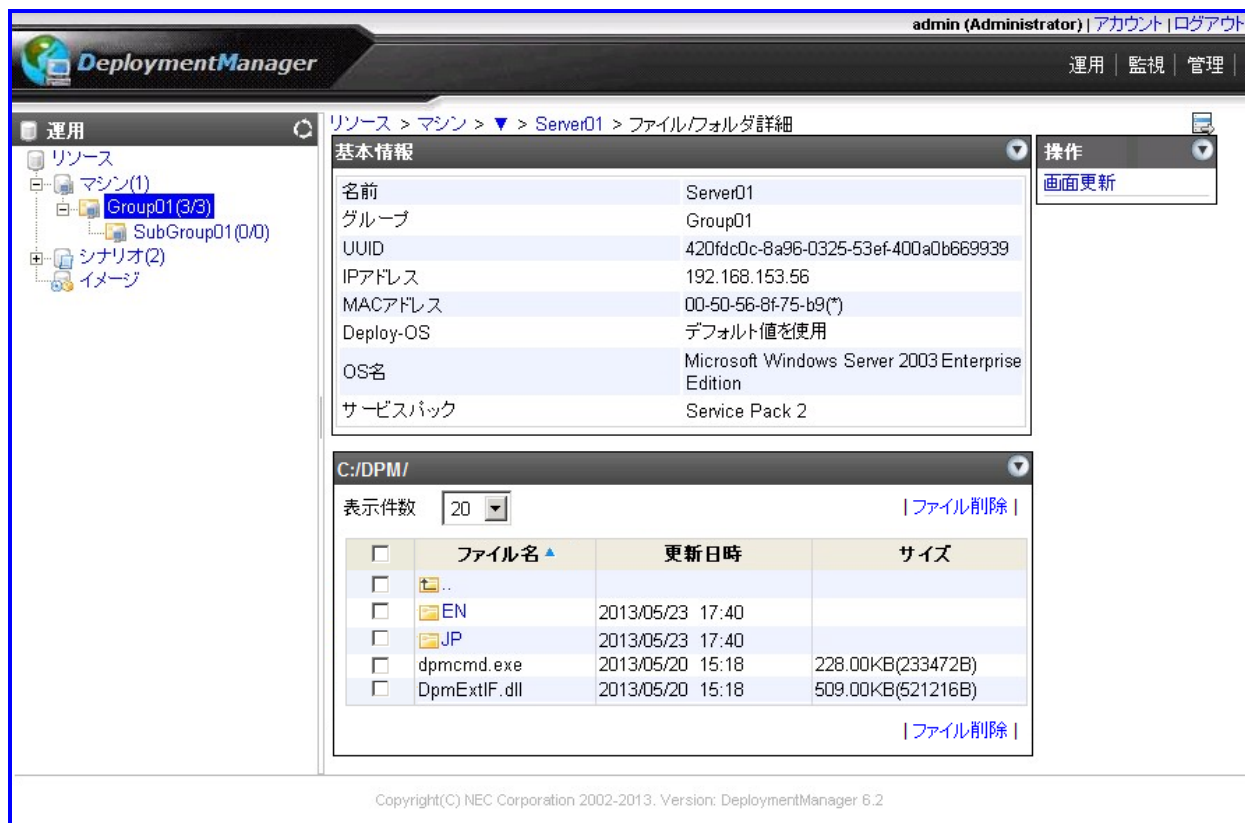 admin (Administrator) | アカウント | ログアウト
DeploymentManager
運用 | 監視 | 管理 |
運用
リソース
マシン(1)
Group01(3/3)
SubGroup01(0/0)
シナリオ(2)
イメージ
リソース > マシン > ▼ > Server01 > ファイル/フォルダ詳細
基本情報
名前 Server01
グループ Group01
UUID 420fdc0c-8a96-0325-53ef-400a0b669939
IPアドレス 192.168.153.56
MACアドレス 00-50-56-8f-75-b9(*)
Deploy-OS デフォルト値を使用
OS名 Microsoft Windows Server 2003 Enterprise
Edition
サービスパック Service Pack 2
操作
画面更新
C:/DPM/
表示件数 20 | ファイル削除 |
ファイル名 更新日時 サイズ
..
EN 2013/05/23 17:40
JP 2013/05/23 17:40
dpmcmd.exe 2013/05/20 15:18 228.00KB(233472B)
DpmExtIF.dll 2013/05/20 15:18 509.00KB(521216B)
| ファイル削除 |
Copyright(C) NEC Corporation 2002-2013. Version: DeploymentManager 6.2